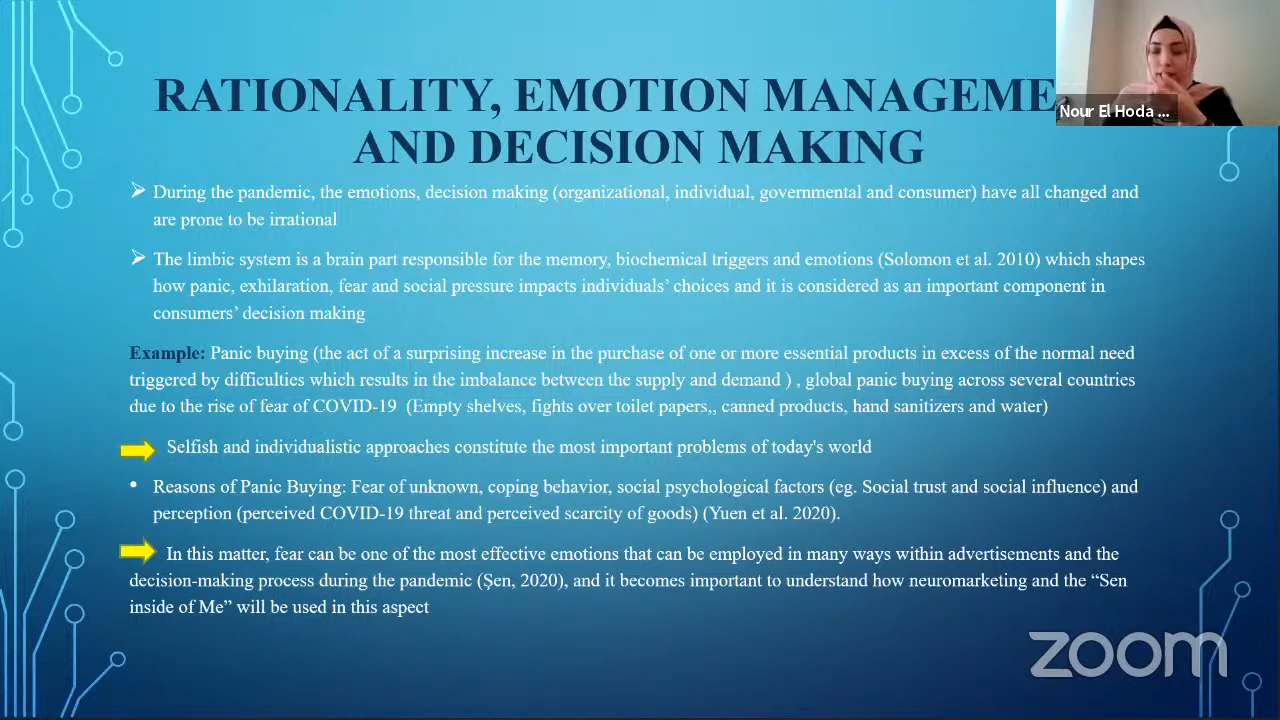 RATIONALITY, EMOTION MANAGEME
AND DECISION MAKING
Nour El Hoda ...
During the pandemic, the emotions, decision making (organizational, individual, governmental and consumer) have all changed and
are prone to be irrational
The limbic system is a brain part responsible for the memory, biochemical triggers and emotions (Solomon et al. 2010) which shapes
how panic, exhilaration, fear and social pressure impacts individuals’ choices and it is considered as an important component in
consumers’ decision making
Example: Panic buying (the act of a surprising increase in the purchase of one or more essential products in excess of the normal need
triggered by difficulties which results in the imbalance between the supply and demand ) , global panic buying across several countries
due to the rise of fear of COVID-19 (Empty shelves, fights over toilet papers,, canned products, hand sanitizers and water)
Selfish and individualistic approaches constitute the most important problems of today's world
• Reasons of Panic Buying: Fear of unknown, coping behavior, social psychological factors (eg. Social trust and social influence) and
perception (perceived COVID-19 threat and perceived scarcity of goods) (Yuen et al. 2020).
In this matter, fear can be one of the most effective emotions that can be employed in many ways within advertisements and the
decision-making process during the pandemic (Şen, 2020), and it becomes important to understand how neuromarketing and the “Sen
inside of Me” will be used in this aspect
zoom